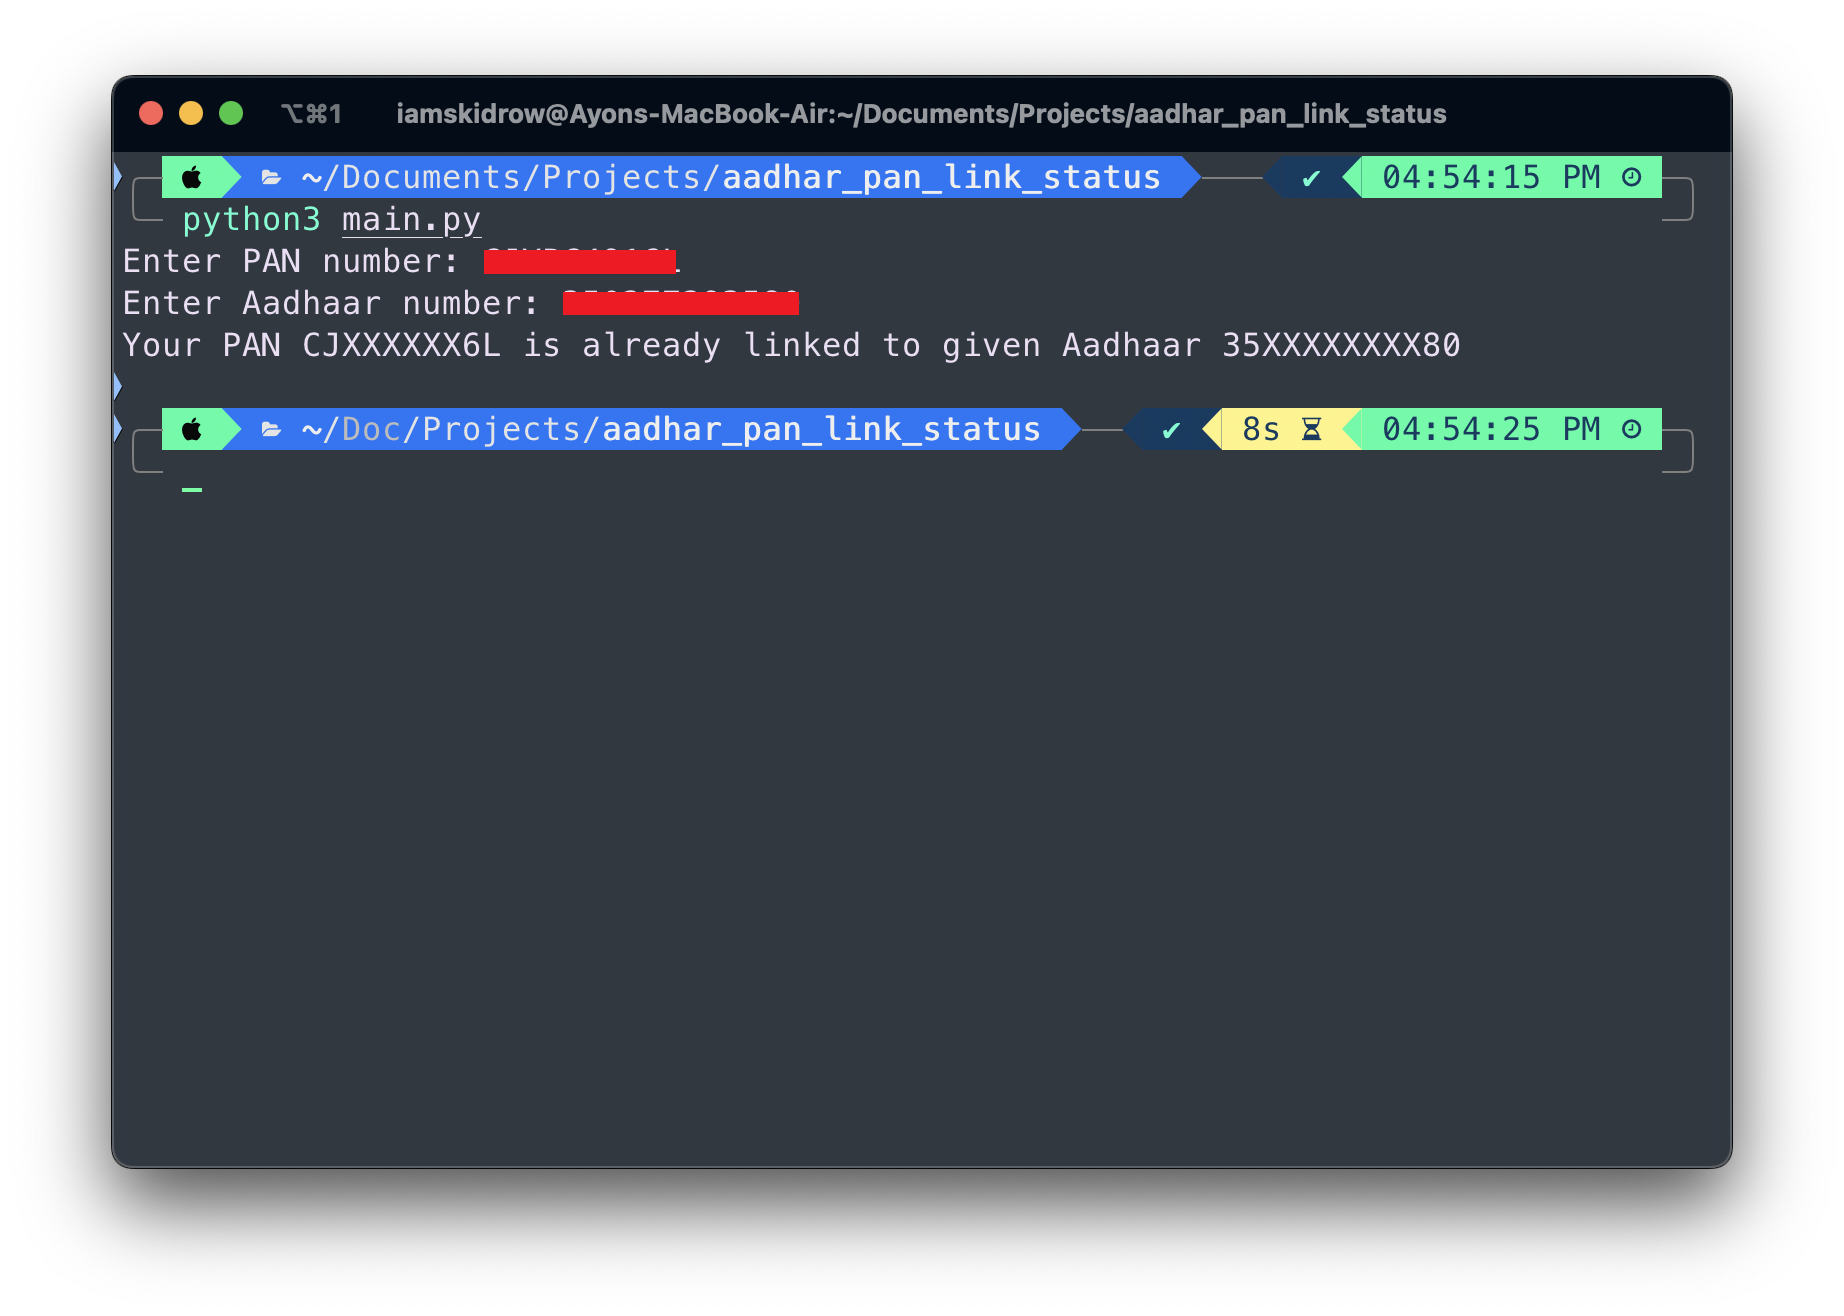 ⌥⌘1 iamskidrow@Ayons-MacBook-Air:~/Documents/Projects/aadhar_pan_link_status
~/Documents/Projects/aadhar_pan_link_status ✔ 04:54:15 PM
python3 main.py
Enter PAN number:
Enter Aadhaar number:
Your PAN CJXXXXXX6L is already linked to given Aadhaar 35XXXXXXXX80
~/Doc/Projects/aadhar_pan_link_status ✔ 8s 04:54:25 PM